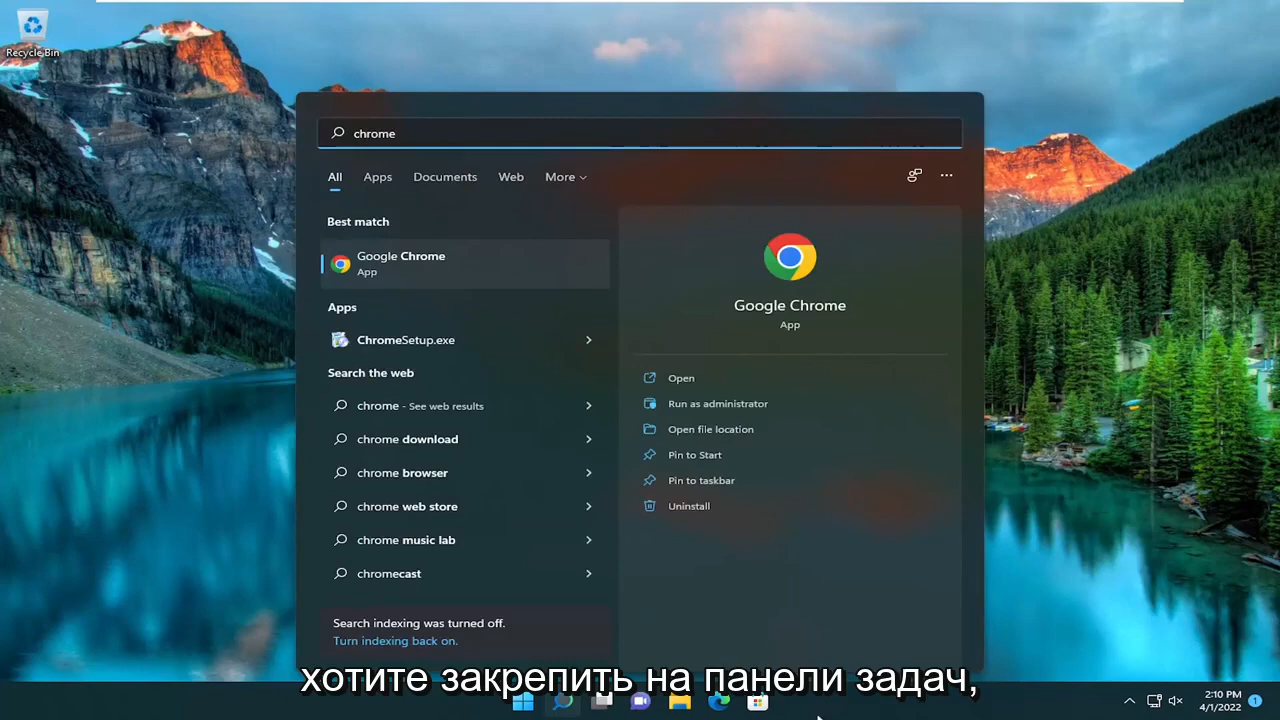 Recycle Bin
chrome
All Apps Documents Web More
Best match
Google Chrome
App
Apps
ChromeSetup.exe
Search the web
chrome - See web results
chrome download
chrome browser
chrome web store
chrome music lab
chromecast
Search indexing was turned off.
Turn indexing back on.
Google Chrome
App
Open
Run as administrator
Open file location
Pin to Start
Pin to taskbar
Uninstall
хотите закрепить на панели задач,
2:10 PM
4/1/2022
1